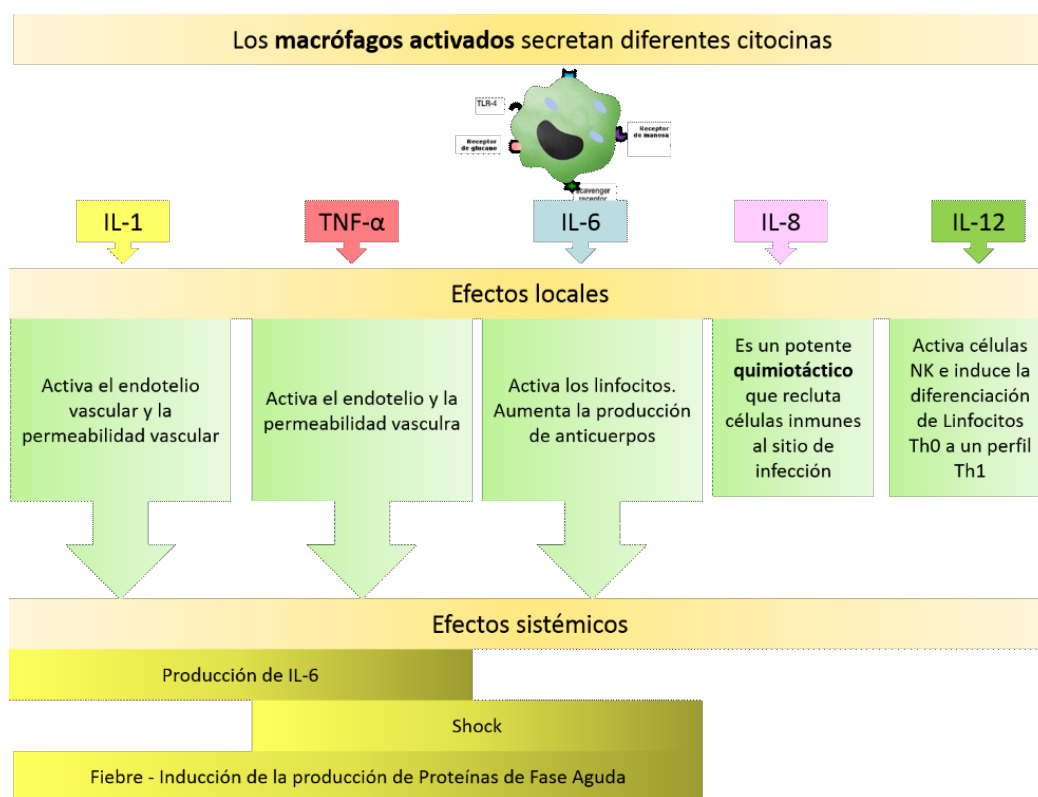 Los macrófagos activados secretan diferentes citocinas
TLR-4
Receptor
de glucano
Receptor
de manosa
scavenger
receptor
IL-1
TNF-α
IL-6
IL-8
IL-12
Efectos locales
Activa el endotelio
vascular y la
permeabilidad vascular
Activa el endotelio y la
permeabilidad vasculra
Activa los linfocitos.
Aumenta la producción
de anticuerpos
Es un potente
quimiotáctico
que recluta
células inmunes
al sitio de
infección
Activa células
NK e induce la
diferenciación
de Linfocitos
Th0 a un perfil
Th1
Efectos sistémicos
Producción de IL-6
Shock
Fiebre - Inducción de la producción de Proteínas de Fase Aguda